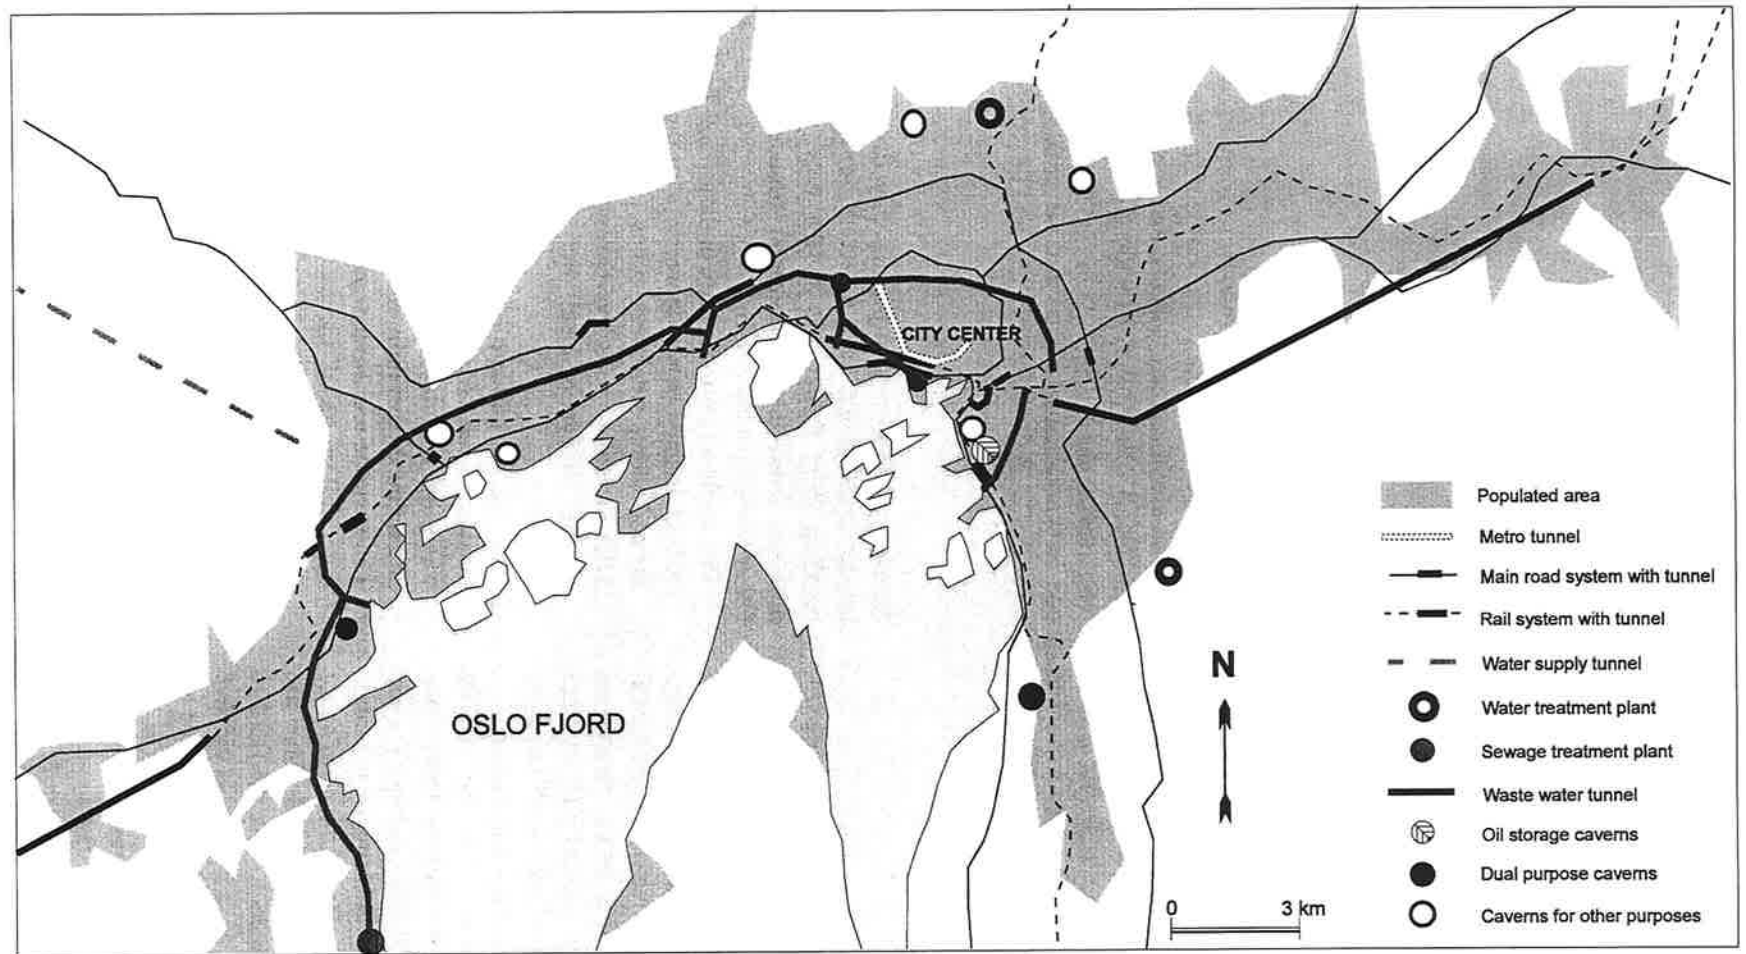 CITY CENTER
OSLO FJORD
N
Populated area
Metro tunnel
Main road system with tunnel
Rail system with tunnel
Water supply tunnel
Water treatment plant
Sewage treatment plant
Waste water tunnel
Oil storage caverns
Dual purpose caverns
Caverns for other purposes
0 3 km